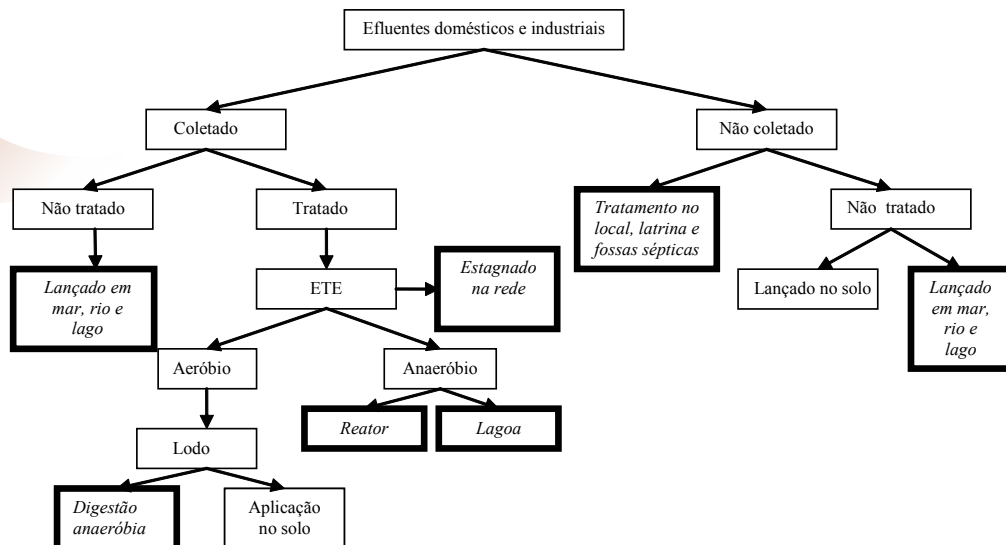 Efluentes domésticos e industriais
Coletado
Não coletado
Não tratado
Tratado
Tratamento no
local, latrina e
fossas sépticas
Não tratado
Lançado em
mar, rio e
lago
ETE
Estagnado
na rede
Lançado no solo
Lançado
em mar,
rio e
lago
Aeróbio
Anaeróbio
Reator
Lagoa
Lodo
Digestão
anaeróbia
Aplicação
no solo